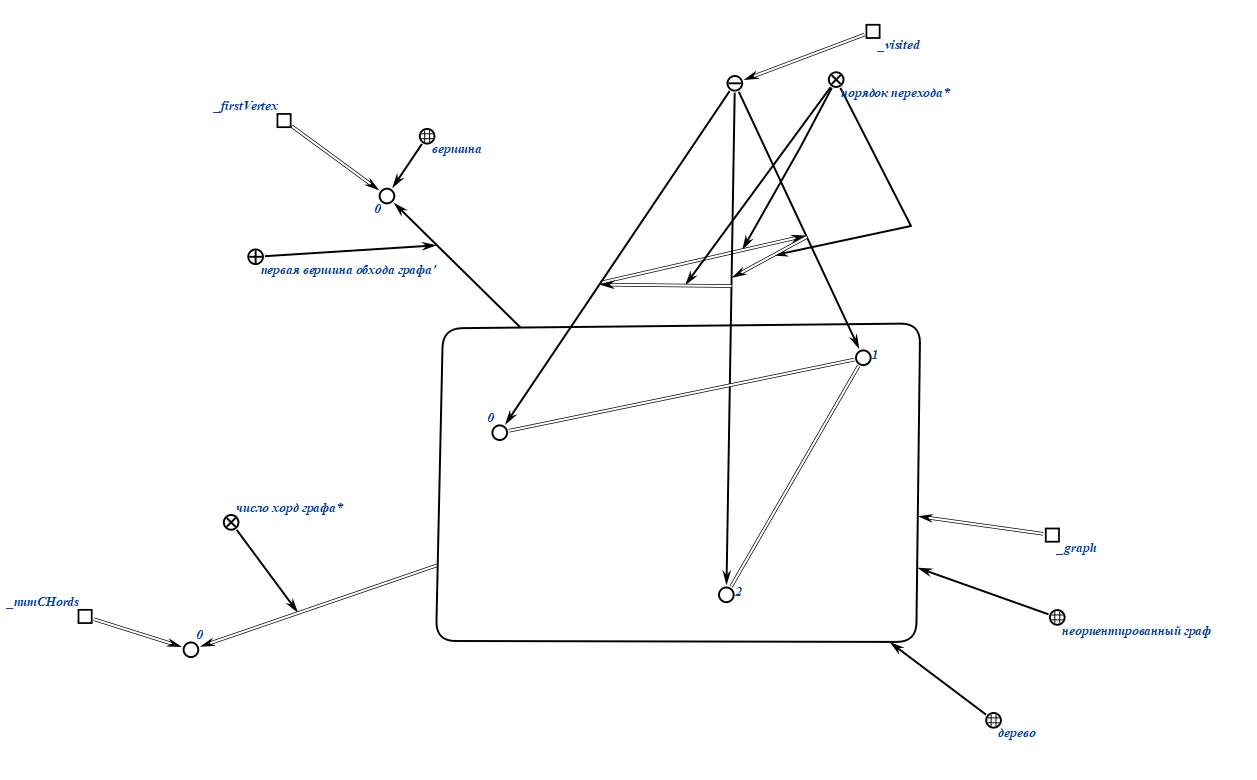 _visited
порядок перехода*
_firstVertex
вершина
0
первая вершина обхода графа'
1
0
число хорд графа*
_graph
_numCHords
2
неориентированный граф
0
дерево